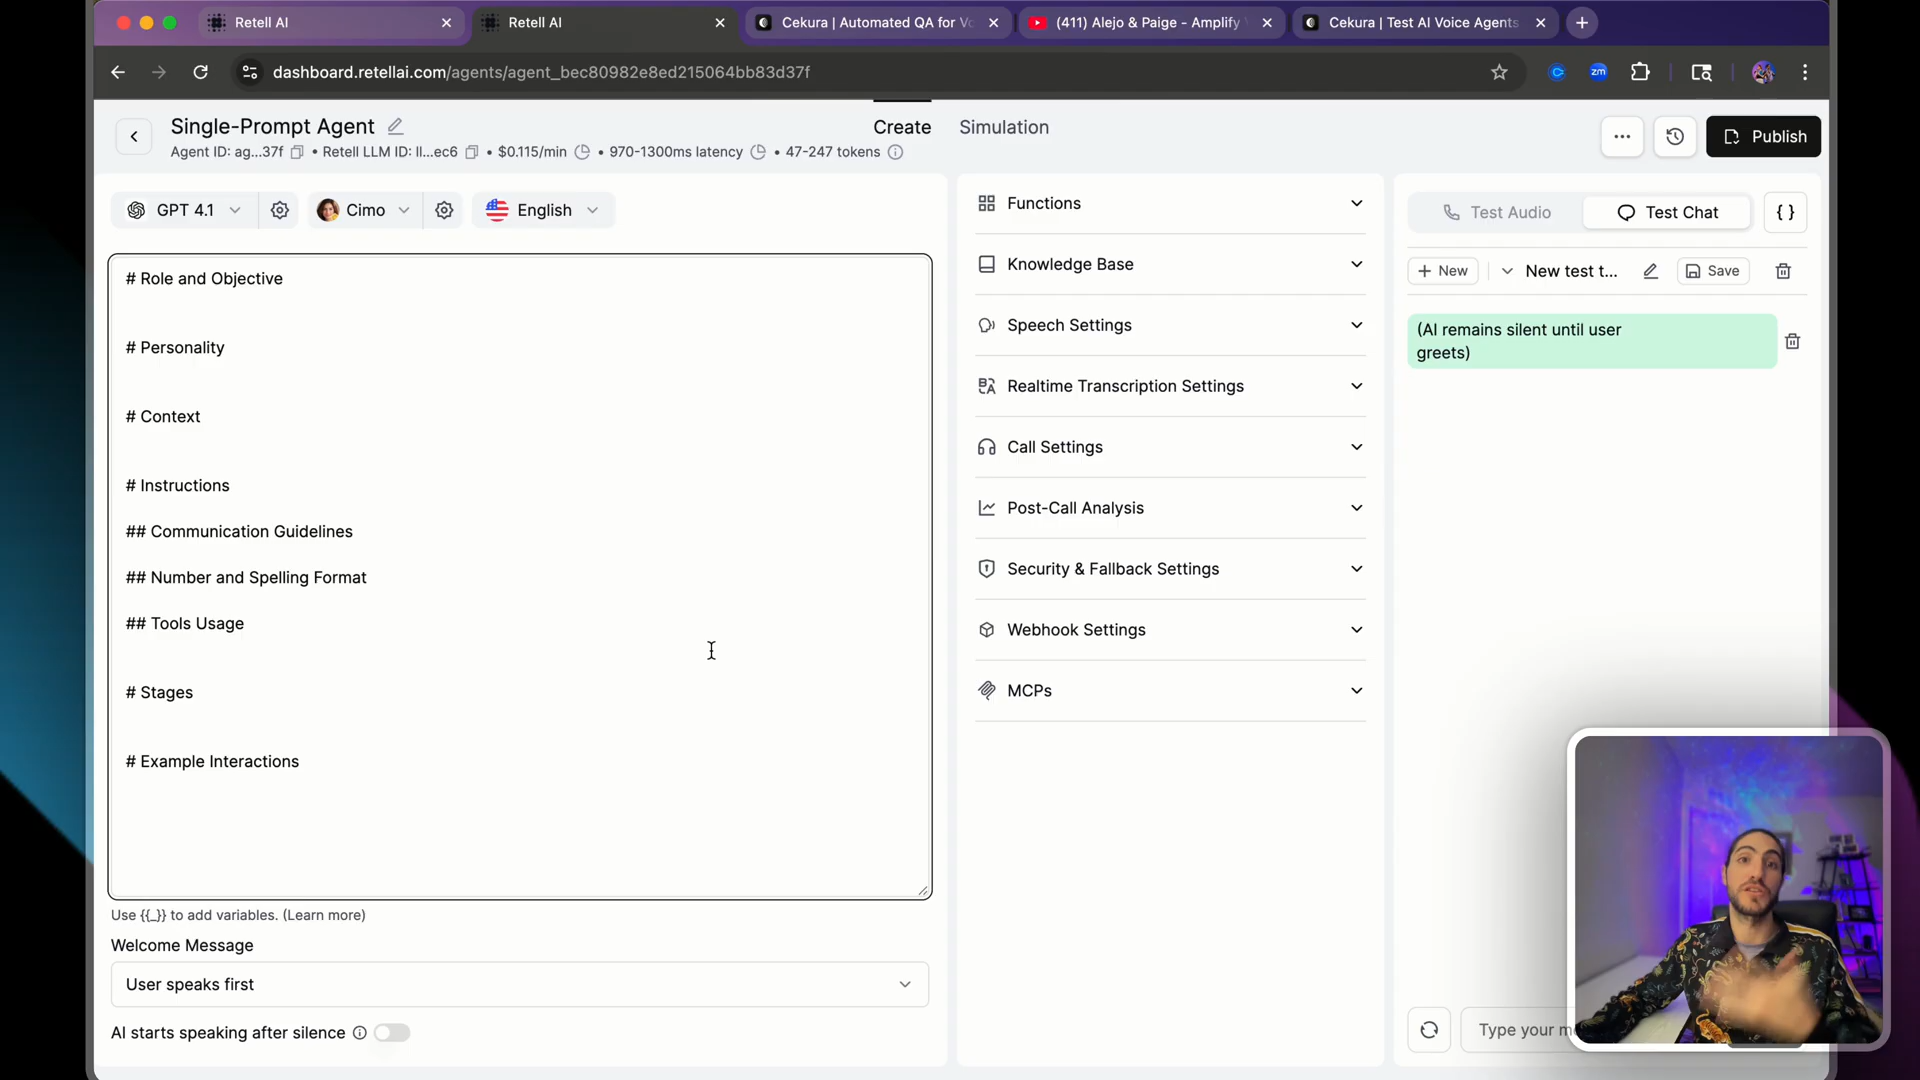 Retell AI
Retell AI
Cekura | Automated QA for Vo
(411) Alejo & Paige - Amplify
Cekura | Test AI Voice Agents
dashboard.retellai.com/agents/agent_bec80982e8ed215064bb83d37f
zm
Single-Prompt Agent
Agent ID: ag...37f • Retell LLM ID: ll...ec6 • $0.115/min • 970-1300ms latency • 47-247 tokens
Create
Simulation
Publish
GPT 4.1
Cimo
English
# Role and Objective
# Personality
# Context
# Instructions
## Communication Guidelines
## Number and Spelling Format
## Tools Usage
# Stages
# Example Interactions
Use {{_}} to add variables. (Learn more)
Welcome Message
User speaks first
AI starts speaking after silence
Functions
Knowledge Base
Speech Settings
Realtime Transcription Settings
Call Settings
Post-Call Analysis
Security & Fallback Settings
Webhook Settings
MCPs
Test Audio
Test Chat
{ }
+ New
New test t...
Save
(AI remains silent until user
greets)
Type your m